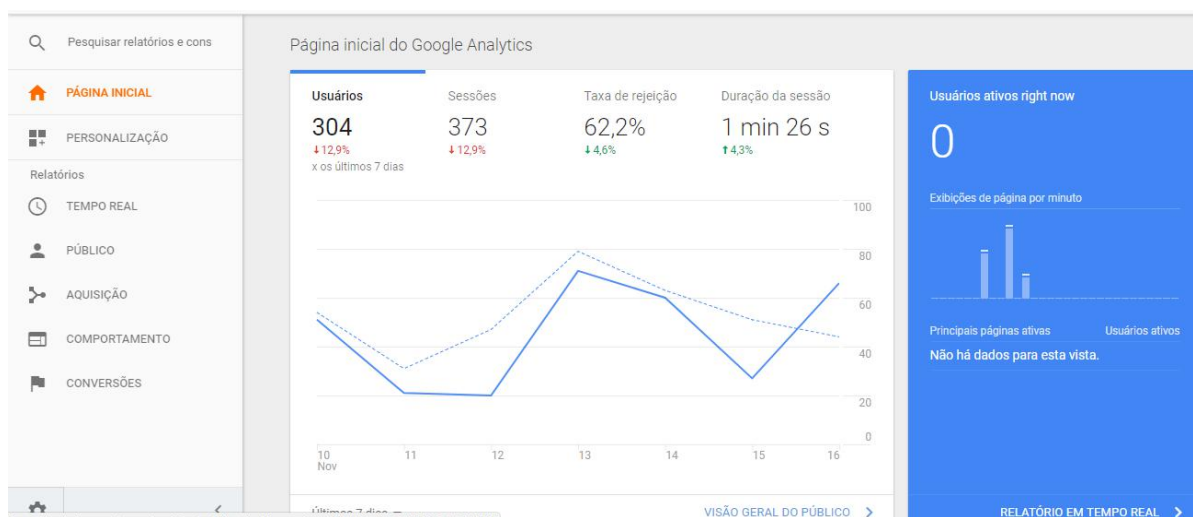 Pesquisar relatórios e cons
PÁGINA INICIAL
PERSONALIZAÇÃO
Relatórios
TEMPO REAL
PÚBLICO
AQUISIÇÃO
COMPORTAMENTO
CONVERSÕES
Página inicial do Google Analytics
Usuários Sessões Taxa de rejeição Duração da sessão
304 373 62,2% 1 min 26 s
↓12,9% ↓12,9% ↓4,6% ↑4,3%
x os últimos 7 dias
100
80
60
40
20
0
10 11 12 13 14 15 16
Nov
Últimos 7 dias
VISÃO GERAL DO PÚBLICO
Usuários ativos right now
0
Exibições de página por minuto
Principais páginas ativas Usuários ativos
Não há dados para esta vista.
RELATÓRIO EM TEMPO REAL